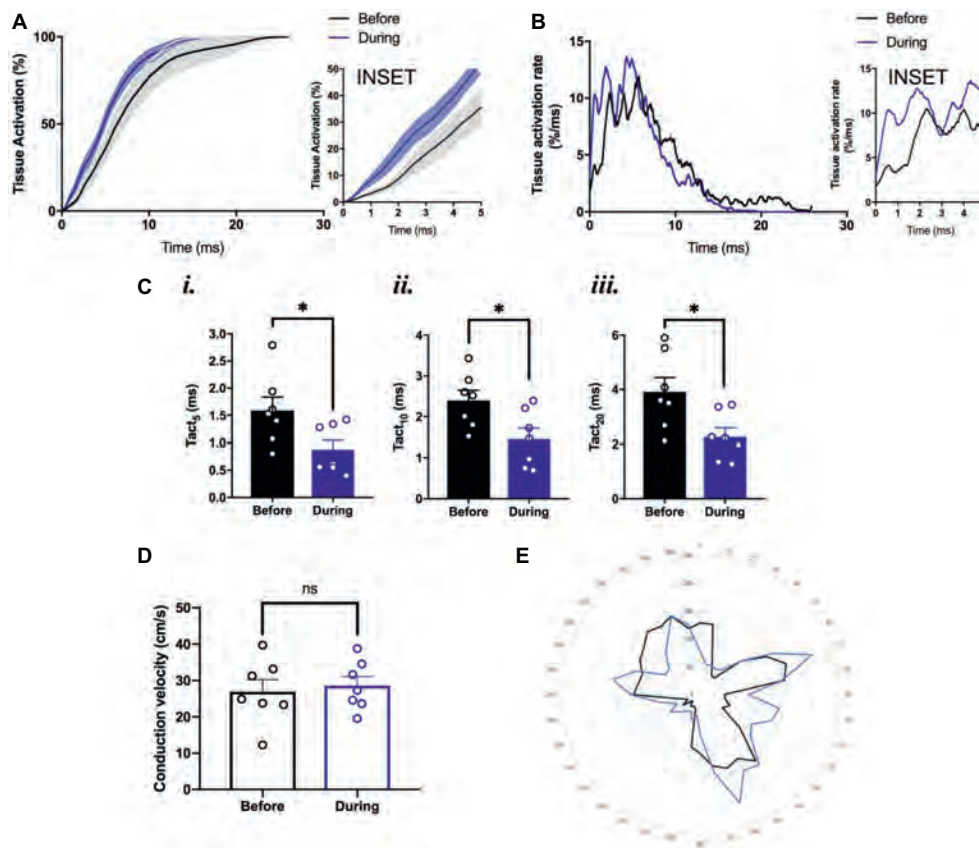 A
Tissue Activation (%)
100
50
0
0 10 20 30
Time (ms)
Before
During
INSET
Tissue Activation (%)
50
40
30
20
10
0
0 1 2 3 4 5
Time (ms)
B
Tissue activation rate
(%/ms)
15
10
5
0
0 10 20 30
Time (ms)
Before
During
INSET
Tissue activation rate
(%/ms)
15
10
5
0
0 1 2 3 4
Time (ms)
C
i.
*
Tact5 (ms)
3.0
2.5
2.0
1.5
1.0
0.5
0.0
Before During
ii.
*
Tact10 (ms)
4
3
2
1
0
Before During
iii.
*
Tact20 (ms)
6
4
2
0
Before During
D
ns
Conduction velocity (cm/s)
50
40
30
20
10
0
Before During
E